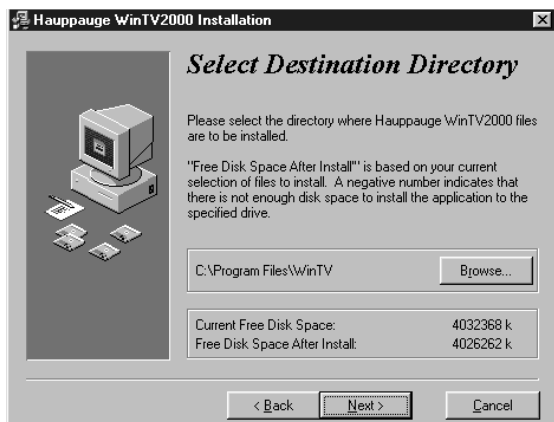 Hauppauge WinTV2000 Installation
Select Destination Directory
Please select the directory where Hauppauge WinTV2000 files
are to be installed.
"Free Disk Space After Install"' is based on your current
selection of files to install. A negative number indicates that
there is not enough disk space to install the application to the
specified drive.
C:\Program Files\WinTV
Browse...
Current Free Disk Space: 4032368 k
Free Disk Space After Install: 4026262 k
< Back
Next >
Cancel